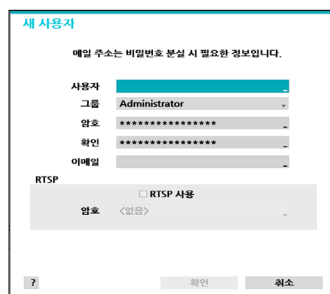 새 사용자
메일 주소는 비밀번호 분실 시 필요한 정보입니다.
사용자
그룹 Administrator
암호 ****************
확인 ****************
이메일
RTSP
RTSP 사용
암호 <없음>
? 확인 취소